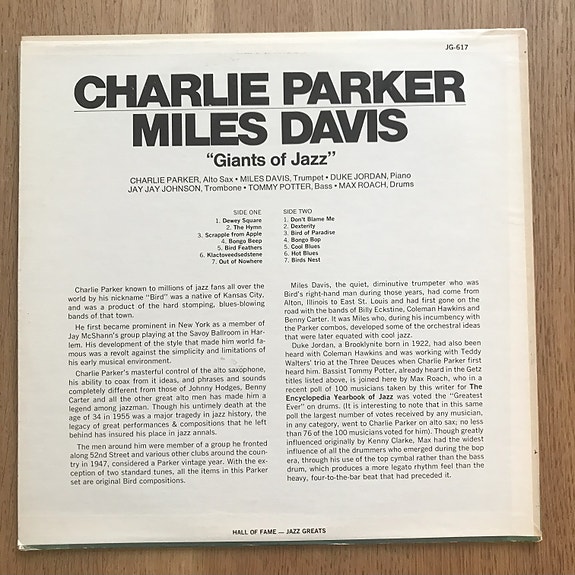 JG-617
CHARLIE PARKER
MILES DAVIS
"Giants of Jazz"
CHARLIE PARKER, Alto Sax • MILES DAVIS, Trumpet • DUKE JORDAN, Piano
JAY JAY JOHNSON, Trombone • TOMMY POTTER, Bass • MAX ROACH, Drums
SIDE ONE
1. Dewey Square
2. The Hymn
3. Scrapple from Apple
4. Bongo Beep
5. Bird Feathers
6. Klactoveedsedstene
7. Out of Nowhere
SIDE TWO
1. Don't Blame Me
2. Dexterity
3. Bird of Paradise
4. Bongo Bop
5. Cool Blues
6. Hot Blues
7. Birds Nest
Charlie Parker known to millions of jazz fans all over the
world by his nickname "Bird" was a native of Kansas City,
and was a product of the hard stomping, blues-blowing
bands of that town.
He first became prominent in New York as a member of
Jay McShann's group playing at the Savoy Ballroom in Har-
lem. His development of the style that made him world fa-
mous was a revolt against the simplicity and limitations of
his early musical environment.
Charlie Parker's masterful control of the alto saxophone,
his ability to coax from it ideas, and phrases and sounds
completely different from those of Johnny Hodges, Benny
Carter and all the other great alto men has made him a
legend among jazzman. Though his untimely death at the
age of 34 in 1955 was a major tragedy in jazz history, the
legacy of great performances & compositions that he left
behind has insured his place in jazz annals.
The men around him were member of a group he fronted
along 52nd Street and various other clubs around the coun-
try in 1947, considered a Parker vintage year. With the ex-
ception of two standard tunes, all the items in this Parker
set are original Bird compositions.
Miles Davis, the quiet, diminutive trumpeter who was
Bird's right-hand man during those years, had come from
Alton, Illinois to East St. Louis and had first gone on the
road with the bands of Billy Eckstine, Coleman Hawkins and
Benny Carter. It was Miles who, during his incumbency with
the Parker combos, developed some of the orchestral ideas
that were later equated with cool jazz.
Duke Jordan, a Brooklynite born in 1922, had also been
heard with Coleman Hawkins and was working with Teddy
Walters' trio at the Three Deuces when Charlie Parker first
heard him. Bassist Tommy Potter, already heard in the Getz
titles listed above, is joined here by Max Roach, who in a
recent poll of 100 musicians taken by this writer for The
Encyclopedia Yearbook of Jazz was voted the "Greatest
Ever" on drums. (It is interesting to note that in this same
poll the largest number of votes received by any musician,
in any category, went to Charlie Parker on alto sax; no less
than 76 of the 100 musicians voted for him). Though greatly
influenced originally by Kenny Clarke, Max had the widest
influence of all the drummers who emerged during the bop
era, through his use of the top cymbal rather than the bass
drum, which produces a more legato rhythm feel than the
heavy, four-to-the-bar beat that had preceded it.
HALL OF FAME — JAZZ GREATS